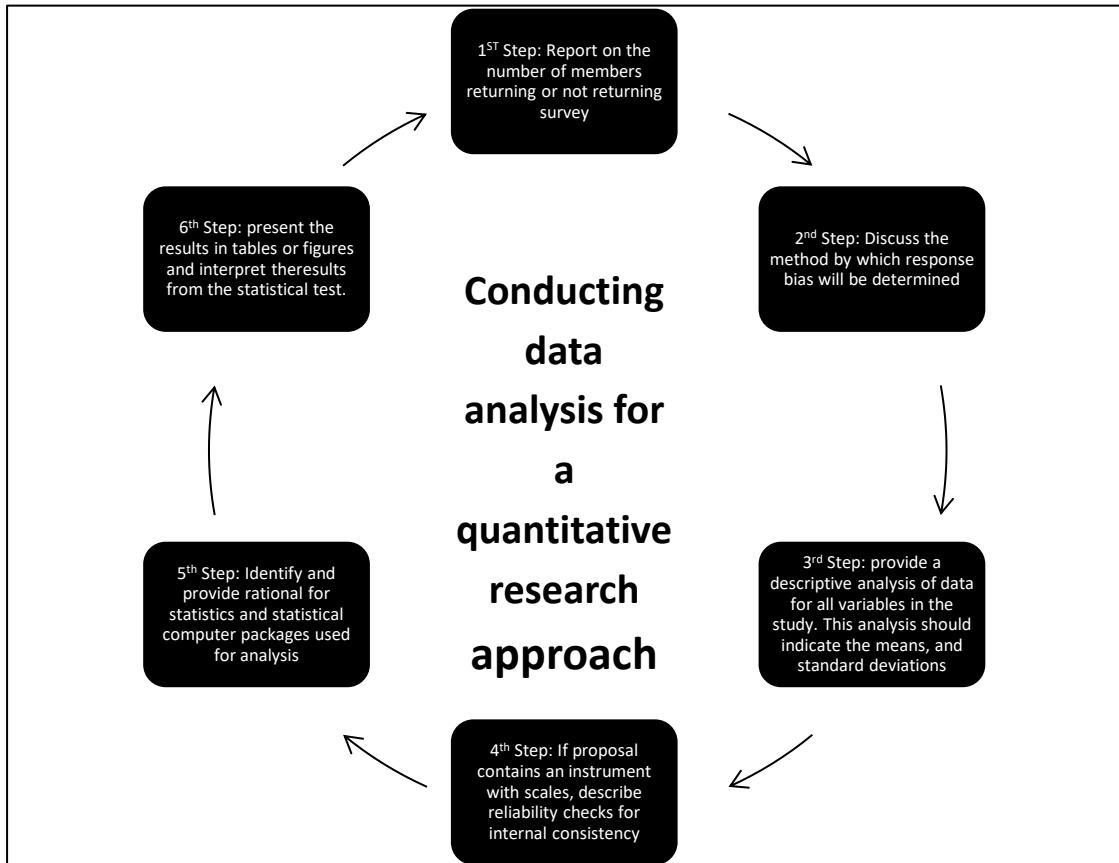 1ST Step: Report on the
number of members
returning or not returning
survey
2nd Step: Discuss the
method by which response
bias will be determined
3rd Step: provide a
descriptive analysis of data
for all variables in the
study. This analysis should
indicate the means, and
standard deviations
4th Step: If proposal
contains an instrument
with scales, describe
reliability checks for
internal consistency
5th Step: Identify and
provide rational for
statistics and statistical
computer packages used
for analysis
6th Step: present the
results in tables or figures
and interpret theresults
from the statistical test.
Conducting
data
analysis for
a
quantitative
research
approach